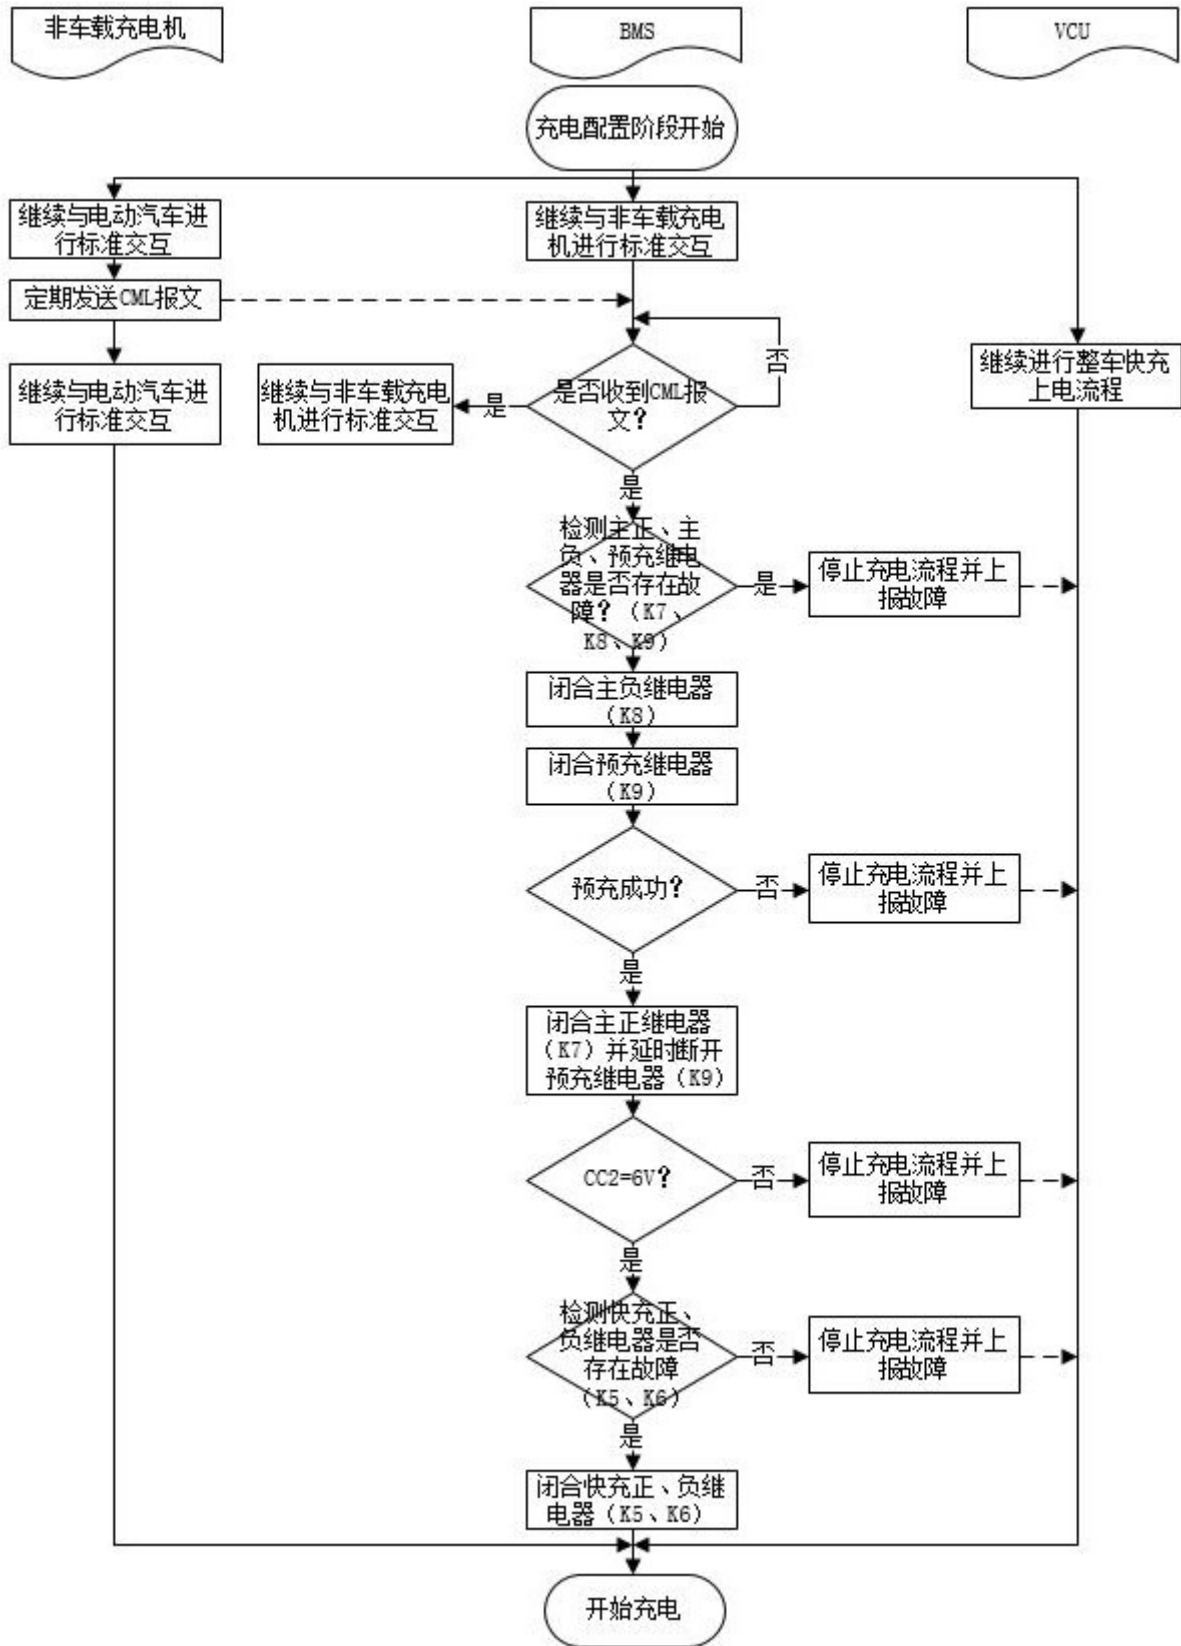 非车载充电机
BMS
VCU
充电配置阶段开始
继续与电动汽车进
行标准交互
继续与非车载充电
机进行标准交互
定期发送CML报文
否
继续与电动汽车进
行标准交互
继续与非车载充电
机进行标准交互
是
是否收到CML报
文?
继续进行整车快充
上电流程
是
检测主正、主
负、预充继电
器是否存在故
障? (K7、
K8、K9)
是
停止充电流程并上
报故障
闭合主负继电器
(K8)
闭合预充继电器
(K9)
预充成功?
否
停止充电流程并上
报故障
是
闭合主正继电器
(K7)并延时断开
预充继电器(K9)
CC2=6V?
否
停止充电流程并上
报故障
是
检测快充正、
负继电器是否
存在故障
(K5、K6)
否
停止充电流程并上
报故障
是
闭合快充正、负继
电器(K5、K6)
开始充电